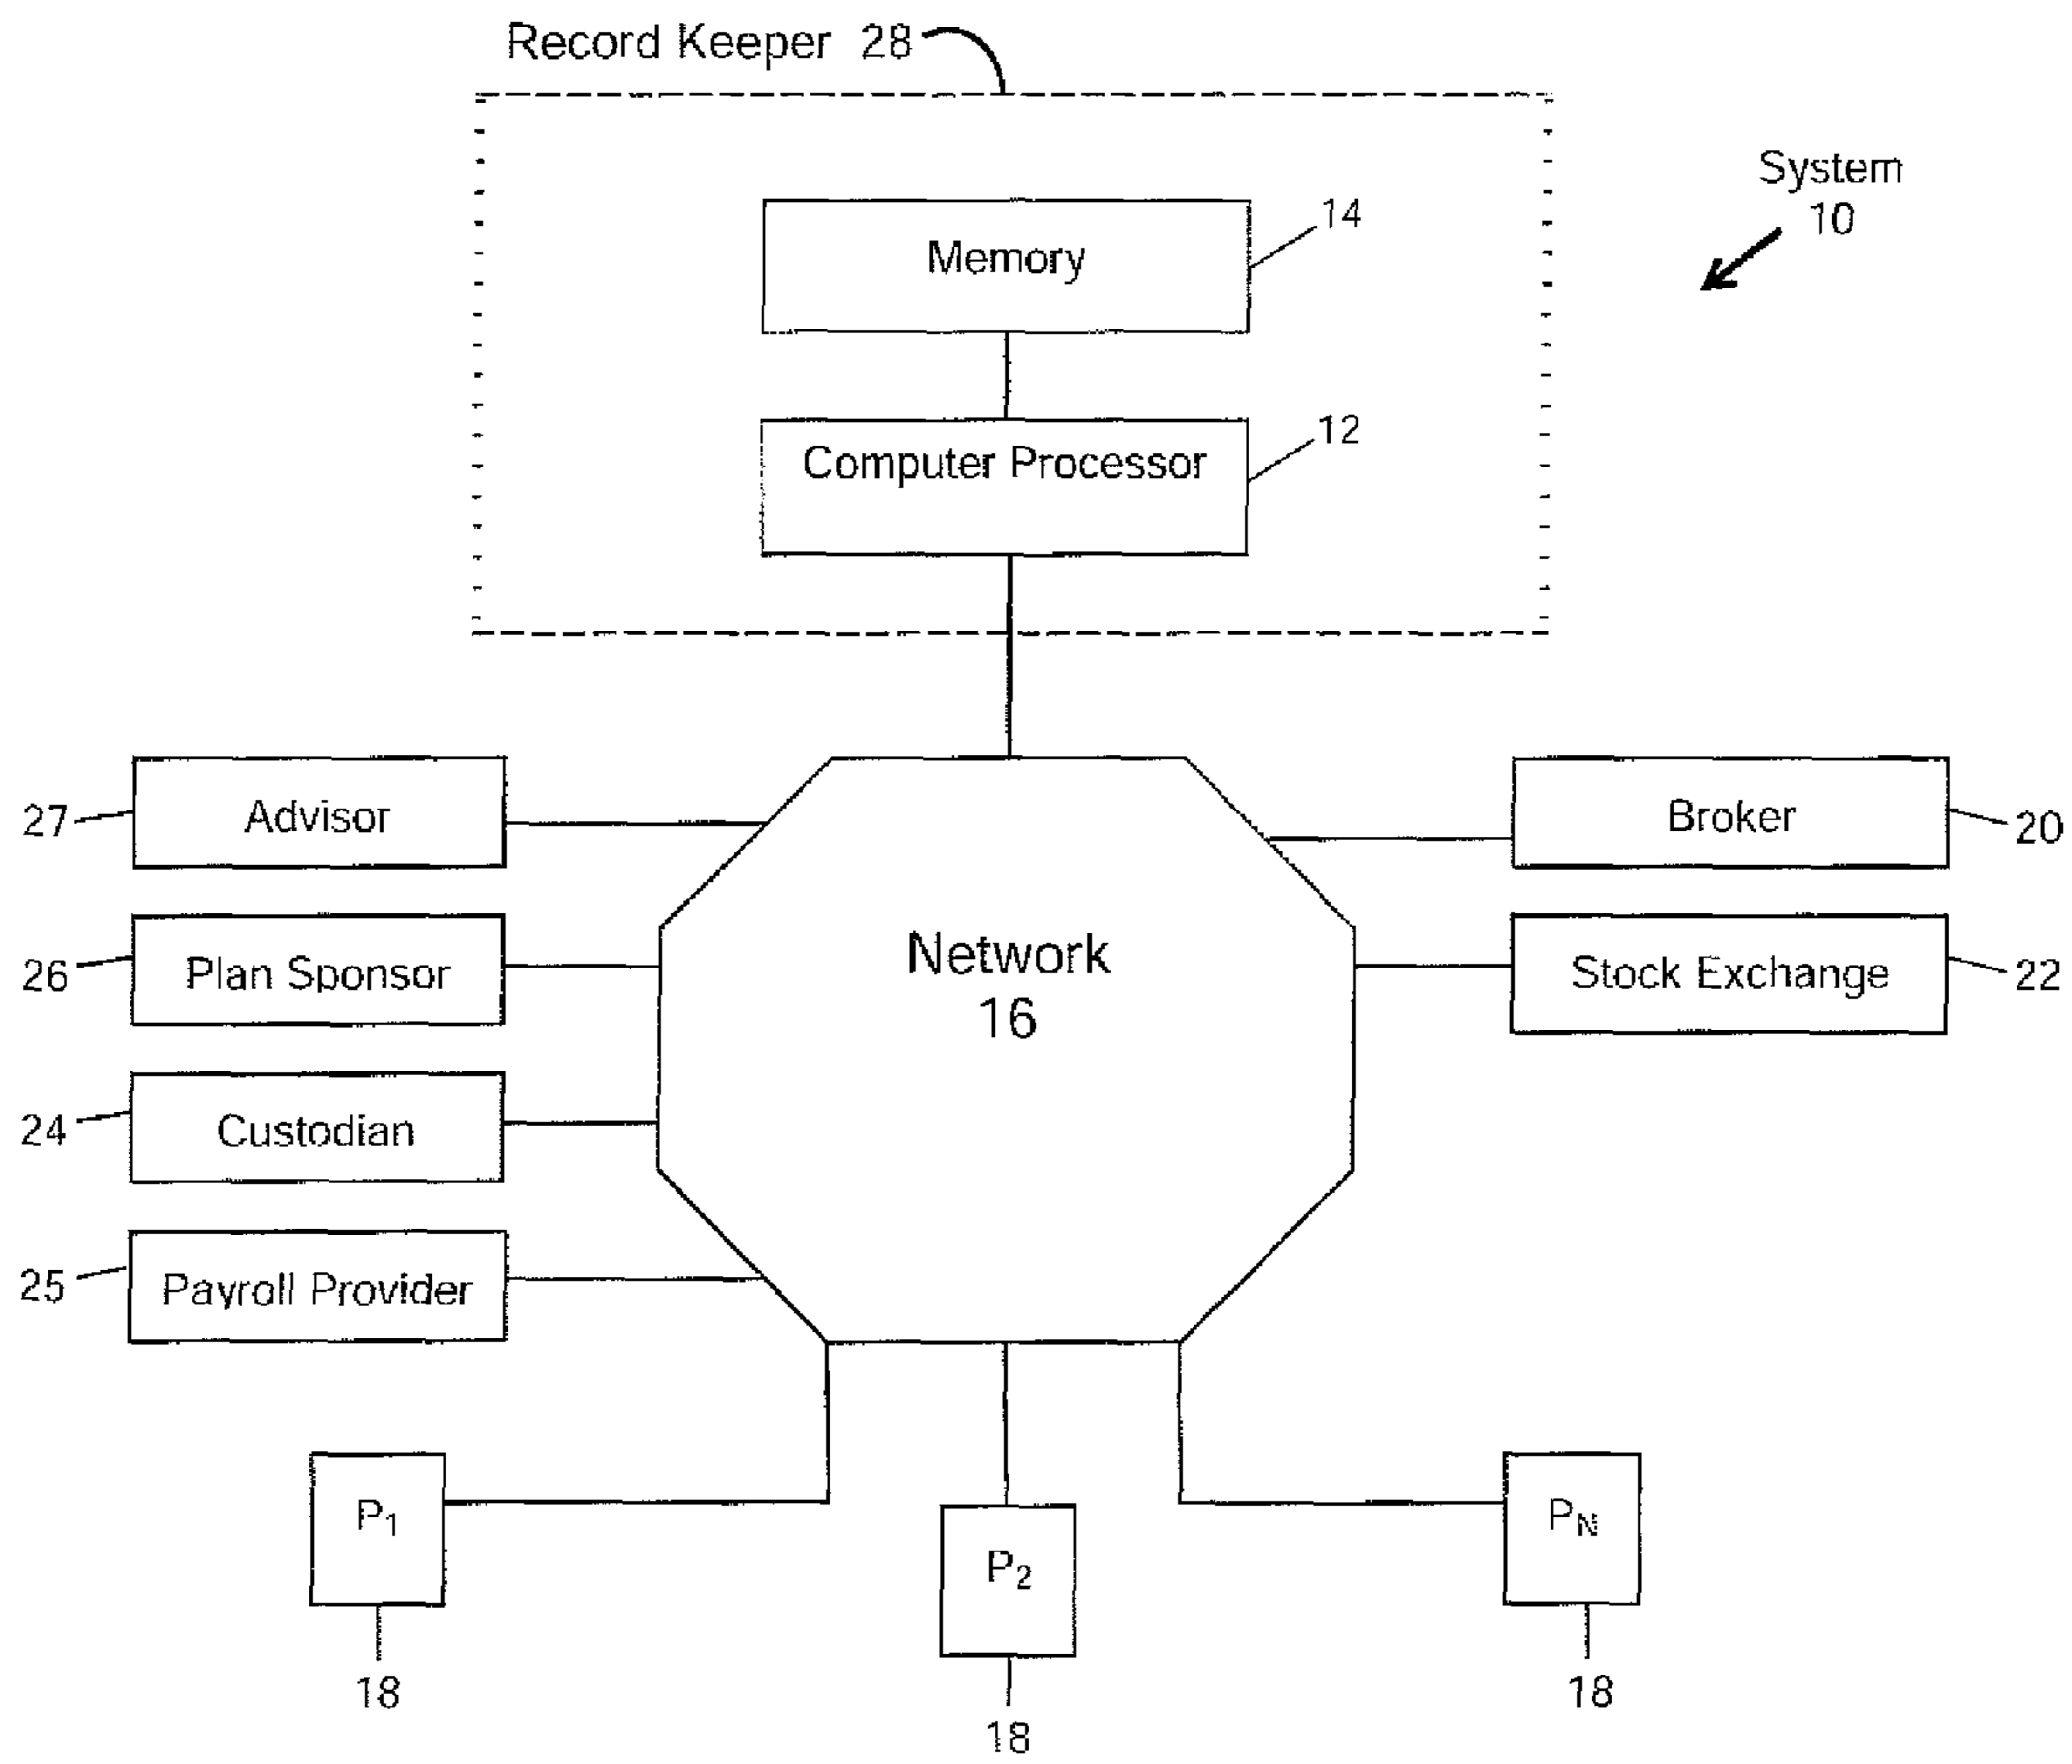 Record Keeper 28
System
10
Memory
14
Computer Processor
12
27
Advisor
Broker
20
26
Plan Sponsor
Network
16
Stock Exchange
22
24
Custodian
25
Payroll Provider
P₁
P₂
P_N
18
18
18